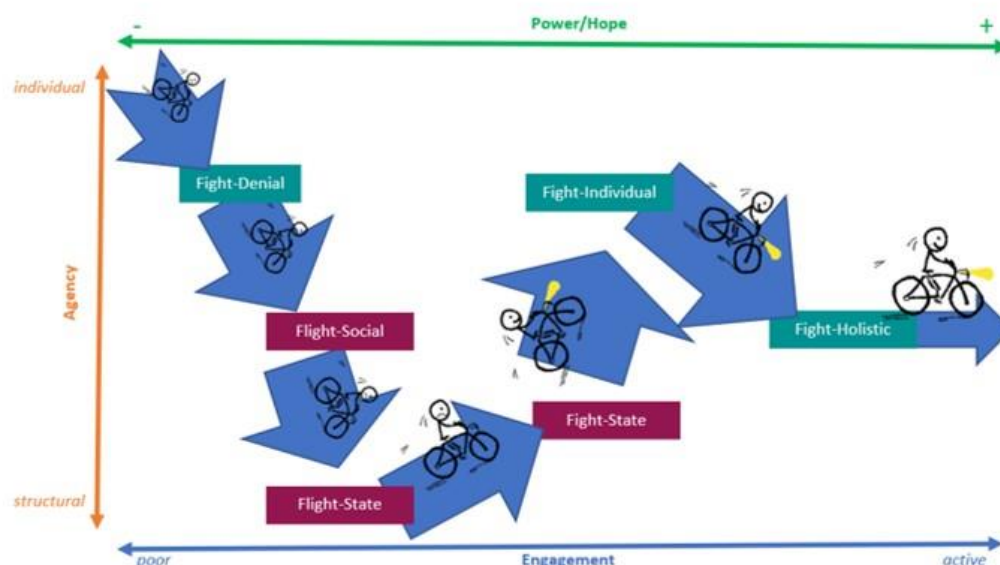 -
Power/Hope
+
individual
Fight-Denial
Fight-Individual
Agency
Flight-Social
Fight-Holistic
Fight-State
structural
Flight-State
poor
Engagement
active